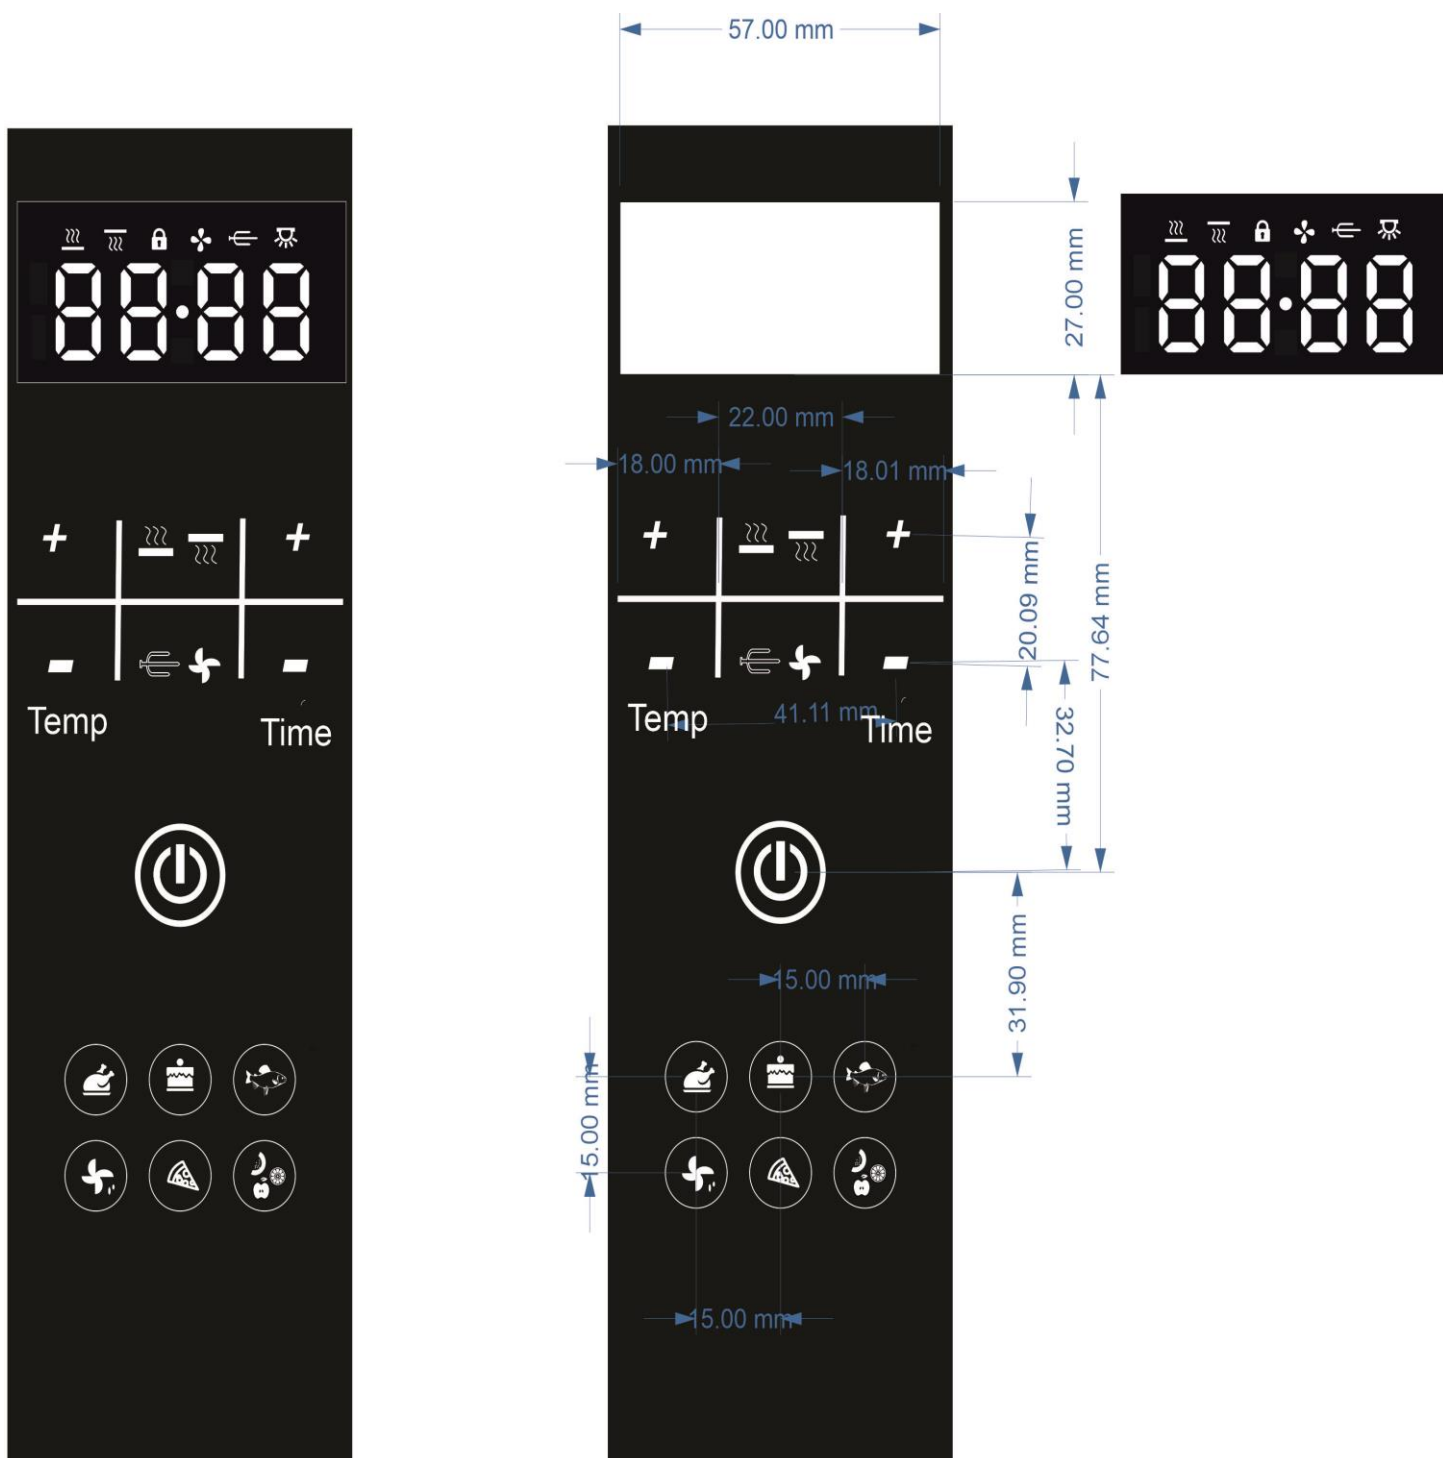 57.00 mm
88:88
27.00 mm
88:88
22.00 mm
18.00 mm
18.01 mm
+
+
+
+
20.09 mm
77.64 mm
-
-
-
-
Temp
Time
Temp
41.11 mm
Time
32.70 mm
31.90 mm
15.00 mm
15.00 mm
15.00 mm